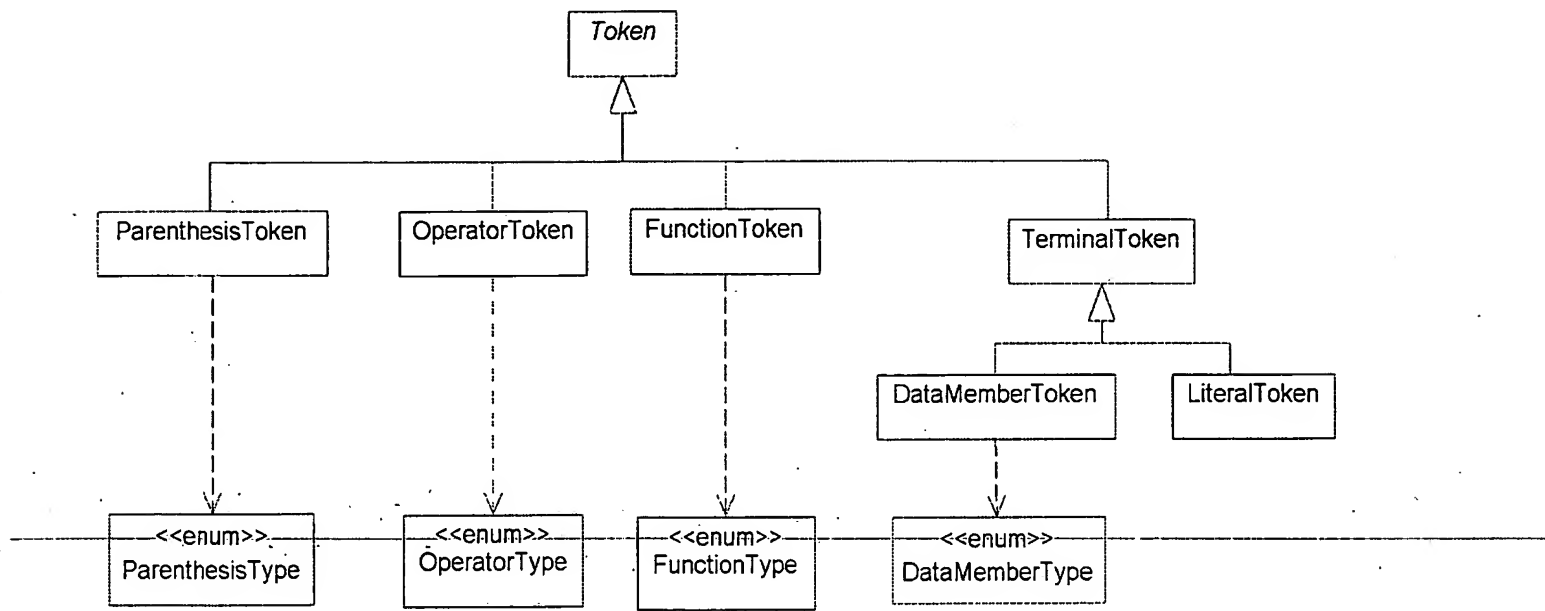 Token
ParenthesisToken
OperatorToken
FunctionToken
TerminalToken
DataMemberToken
LiteralToken
<<enum>>
ParenthesisType
<<enum>>
OperatorType
<<enum>>
FunctionType
<<enum>>
DataMemberType